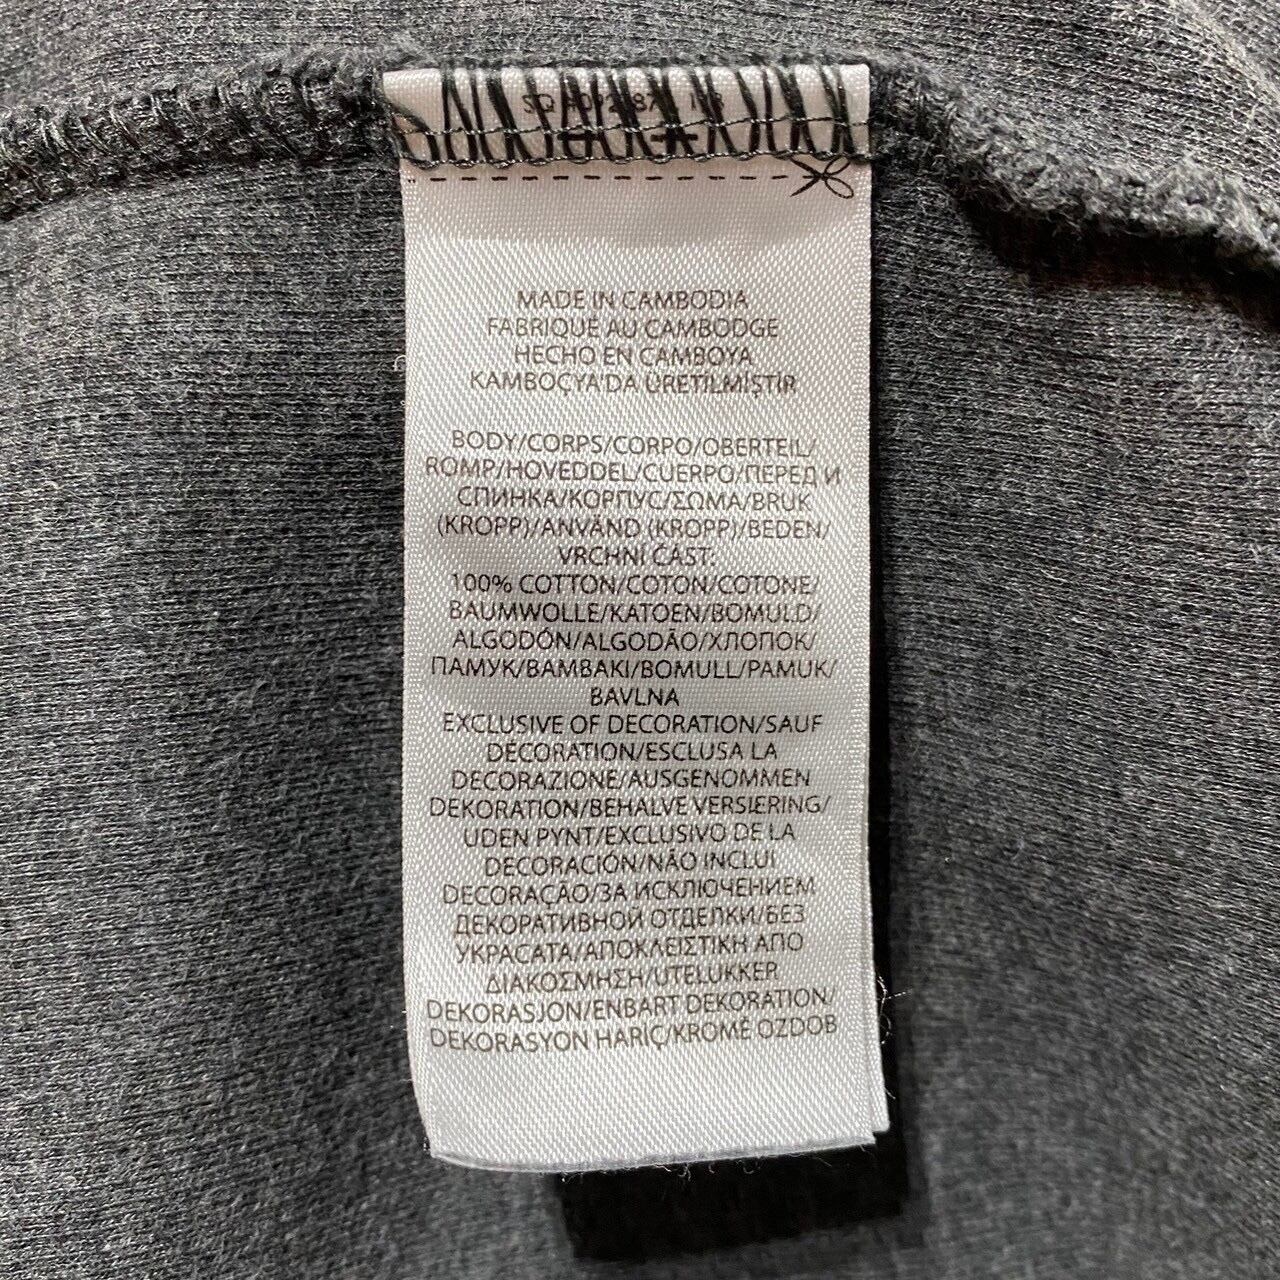 MADE IN CAMBODIA
FABRIQUÉ AU CAMBODGE
HECHO EN CAMBOYA
KAMBOÇYA'DA ÜRETILMIŞTIR
BODY/CORPS/CORPO/OBERTEIL/
ROMP/HOVEDDEL/CUERPO/ПЕРЕД И
СПИНКА/КОРПУС/ΣΩΜΑ/BRUK
(KROPP)/ANVÄND (KROPP)/BEDEN/
VRCHNÍ ČÁST:
100% COTTON/COTON/COTONE/
BAUMWOLLE/KATOEN/BOMULD/
ALGODÓN/ALGODÃO/ХЛОПОК/
ПАМУК/ΒΑΜΒΑΚΙ/BOMULL/PAMUK/
BAVLNA
EXCLUSIVE OF DECORATION/SAUF
DÉCORATION/ESCLUSA LA
DECORAZIONE/AUSGENOMMEN
DEKORATION/BEHALVE VERSIERING/
UDEN PYNT/EXCLUSIVO DE LA
DECORACIÓN/NÃO INCLUI
DECORAÇÃO/ЗА ИСКЛЮЧЕНИЕМ
ДЕКОРАТИВНОЙ ОТДЕЛКИ/БЕЗ
УКРАСАТА/ΑΠΟΚΛΕΙΣΤΙΚΗ ΑΠΟ
ΔΙΑΚΟΣΜΗΣΗ/UTELUKKER
DEKORASJON/ENBART DEKORATION/
DEKORASYON HARIÇ/KROMĚ OZDOB